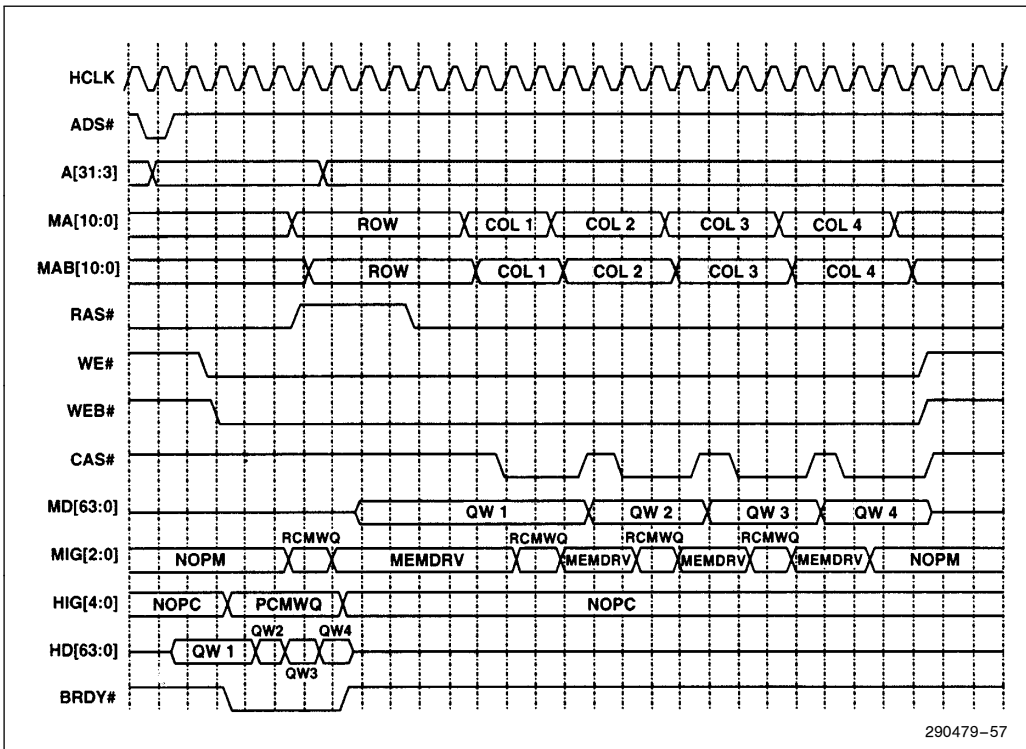 HCLK
ADS#
A[31:3]
MA[10:0] ROW COL 1 COL 2 COL 3 COL 4
MAB[10:0] ROW COL 1 COL 2 COL 3 COL 4
RAS#
WE#
WEB#
CAS#
MD[63:0] QW 1 QW 2 QW 3 QW 4
RCMWQ RCMWQ RCMWQ RCMWQ
MIG[2:0] NOPM MEMDRV MEMDRV MEMDRV MEMDRV NOPM
HIG[4:0] NOPC PCMWQ NOPC
QW2 QW4
HD[63:0] QW 1
QW3
BRDY#
290479-57